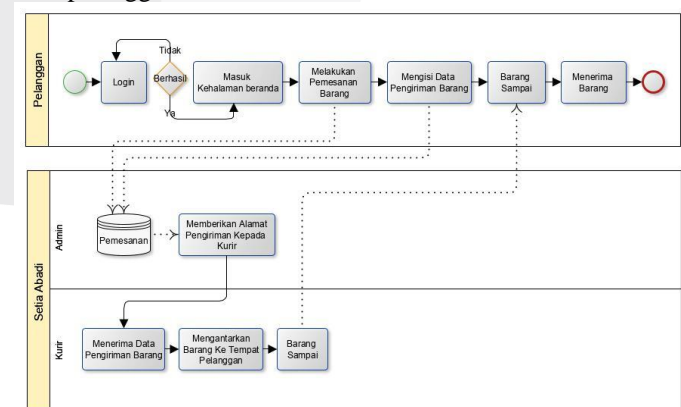 Pelanggan
Tidak
Login
Berhasil
Ya
Masuk
Kehalaman beranda
Melakukan
Pemesanan
Barang
Mengisi Data
Pengiriman Barang
Barang
Sampai
Menerima
Barang
Setia Abadi
Admin
Pemesanan
Memberikan Alamat
Pengiriman Kepada
Kurir
Kurir
Menerima Data
Pengiriman Barang
Mengantarkan
Barang Ke Tempat
Pelanggan
Barang
Sampai